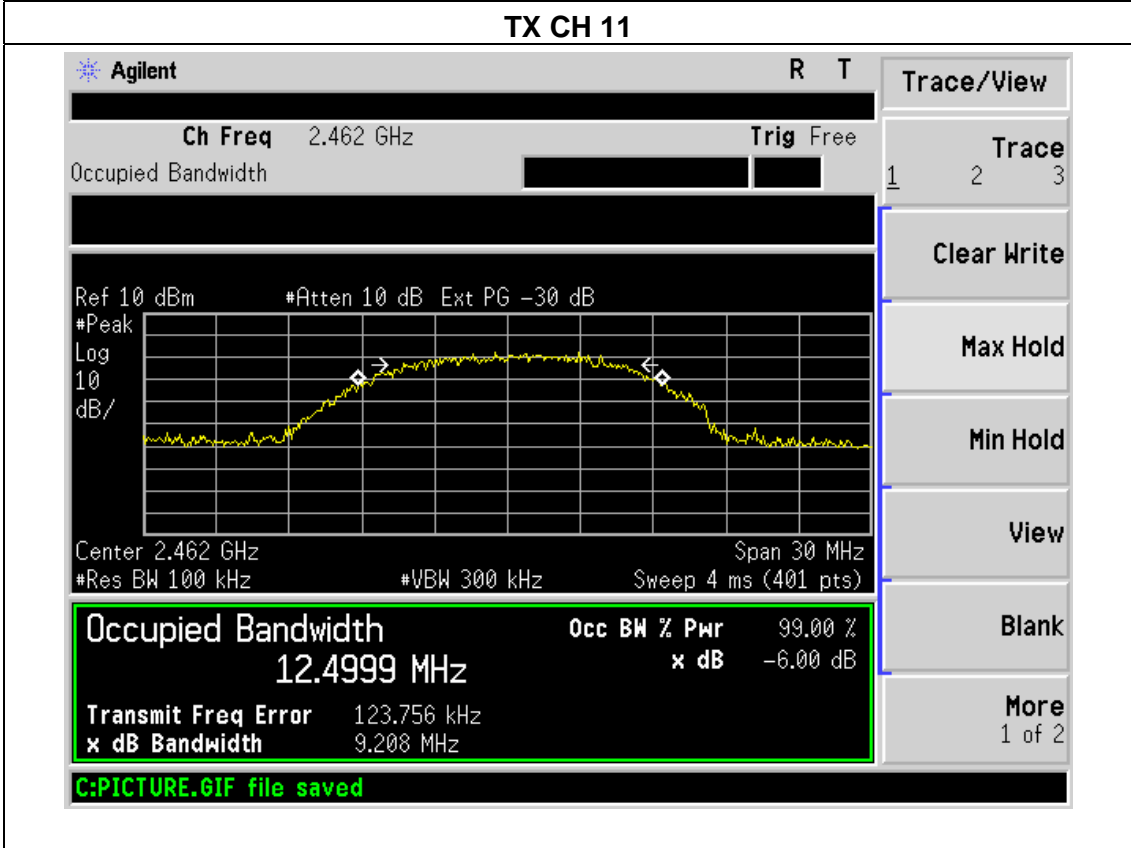 TX CH 11
Agilent R T
Ch Freq 2.462 GHz Trig Free
Occupied Bandwidth
Ref 10 dBm #Atten 10 dB Ext PG −30 dB
#Peak
Log
10
dB/
Center 2.462 GHz Span 30 MHz
#Res BW 100 kHz #VBW 300 kHz Sweep 4 ms (401 pts)
Occupied Bandwidth
12.4999 MHz
Occ BW % Pwr 99.00 %
x dB −6.00 dB
Transmit Freq Error 123.756 kHz
x dB Bandwidth 9.208 MHz
C:PICTURE.GIF file saved
Trace/View
Trace
1 2 3
Clear Write
Max Hold
Min Hold
View
Blank
More
1 of 2